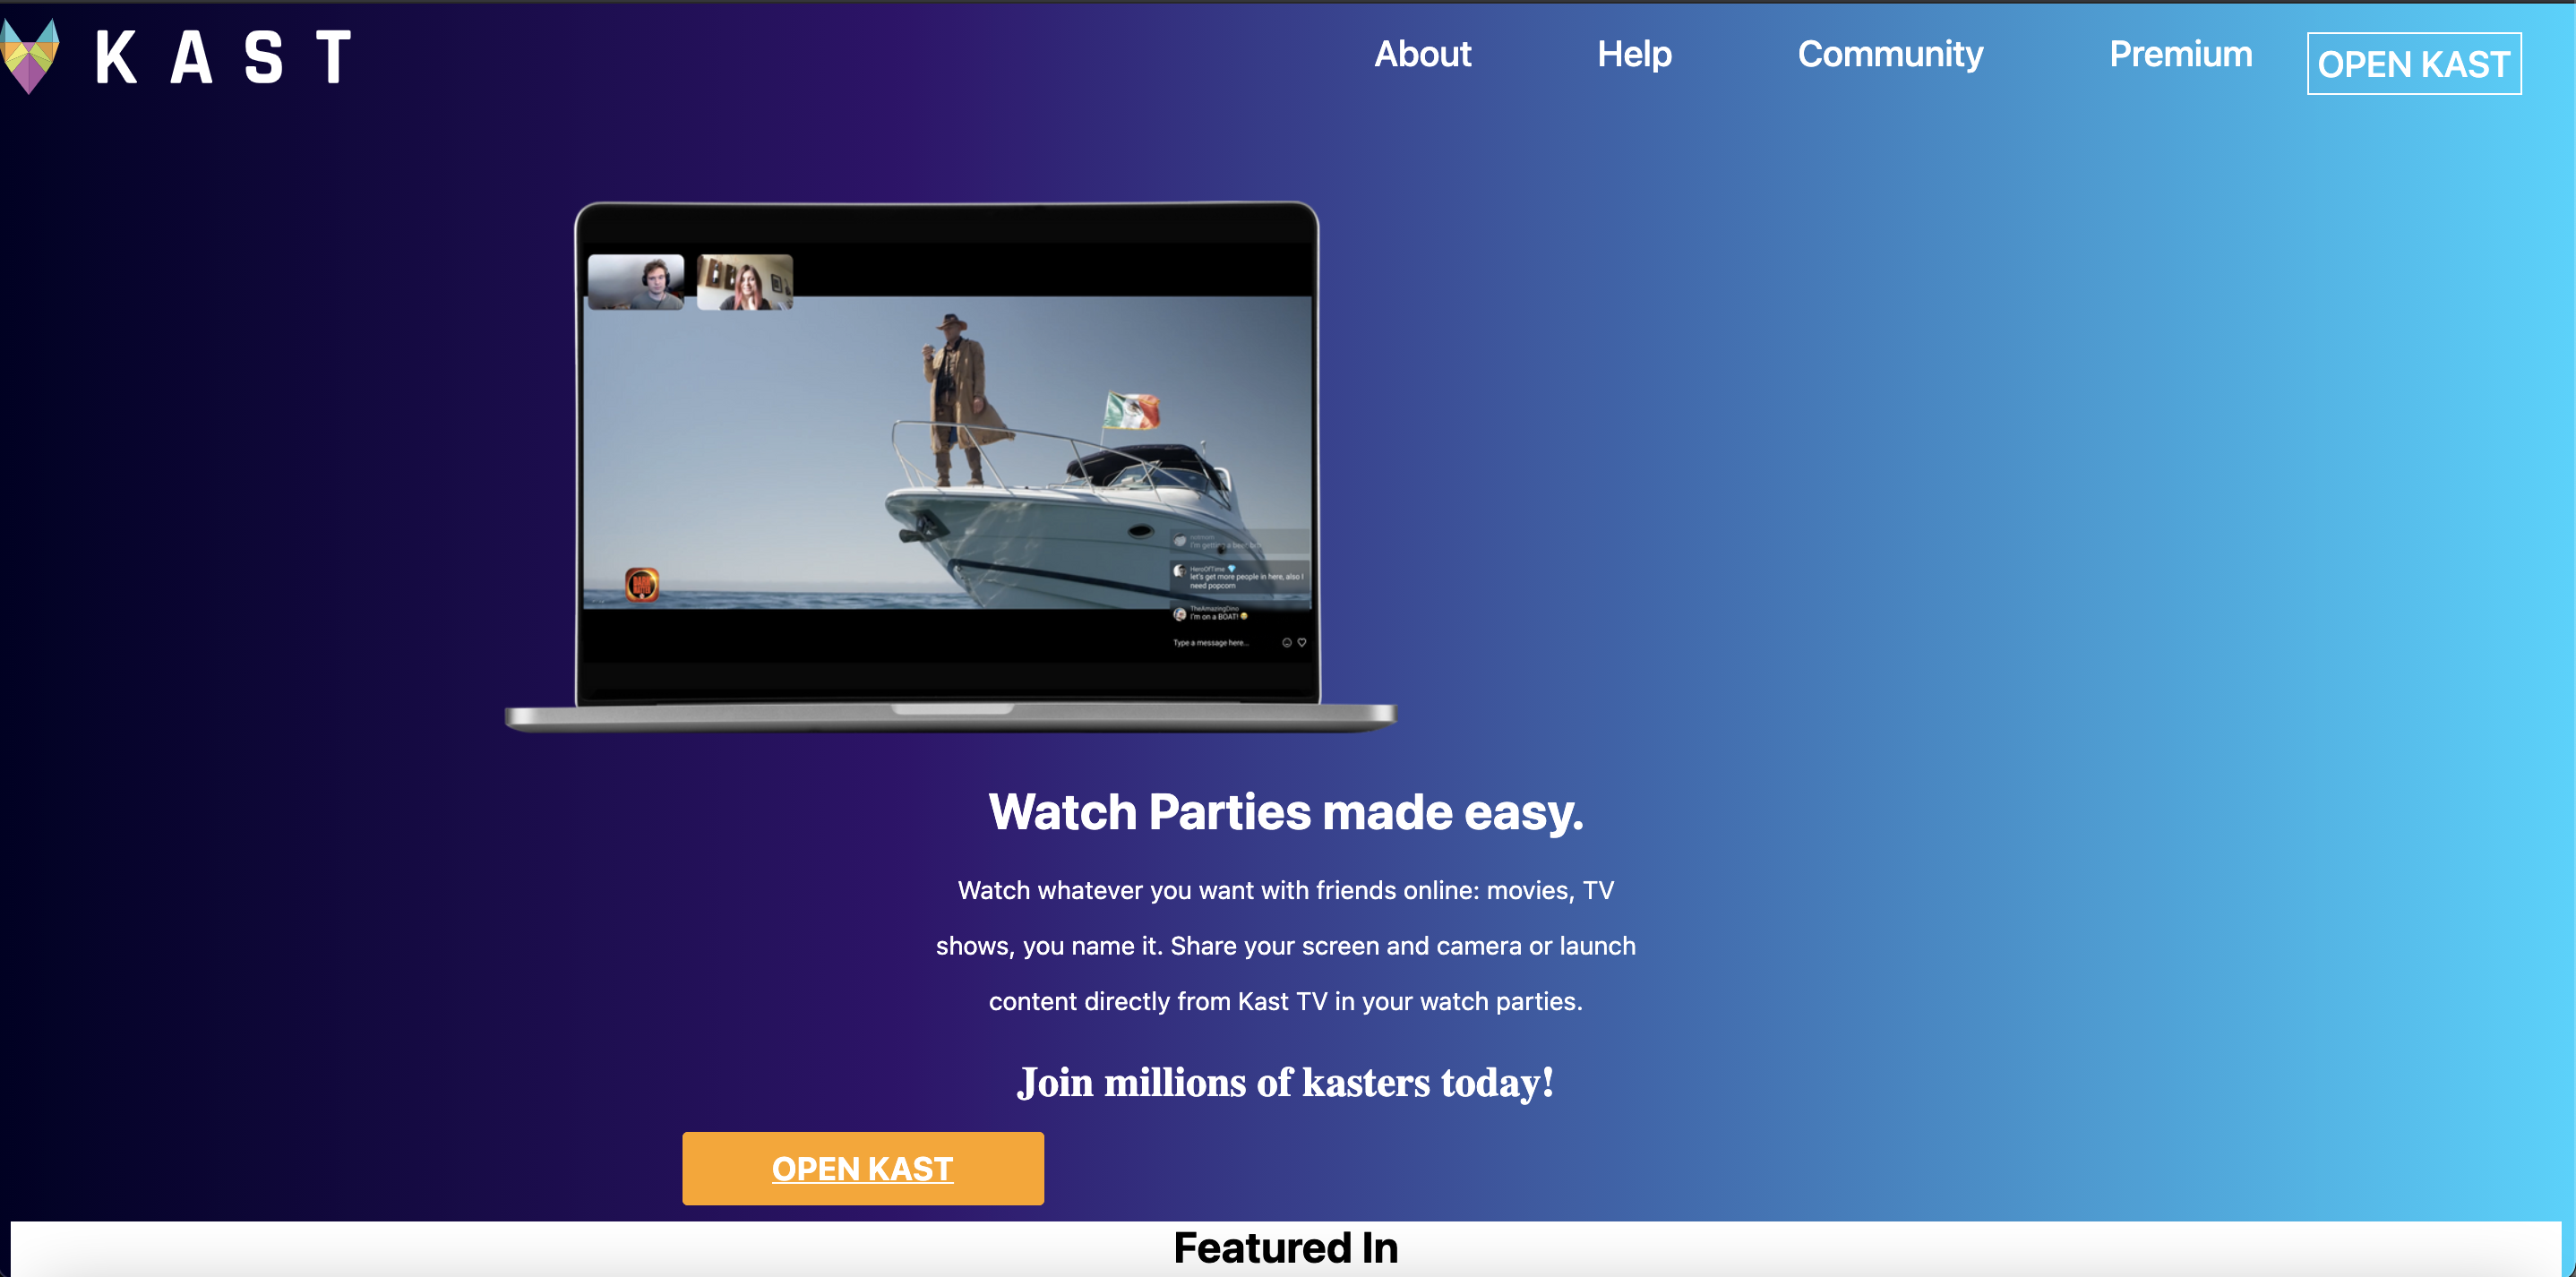 KAST
About
Help
Community
Premium
OPEN KAST
I'm getting a beer
HeroOfTime
let's get more people in here, also I
need popcorn
TheAmazingDino
I'm on a BOAT! 😂
Type a message here...
Watch Parties made easy.
Watch whatever you want with friends online: movies, TV
shows, you name it. Share your screen and camera or launch
content directly from Kast TV in your watch parties.
Join millions of kasters today!
OPEN KAST
Featured In